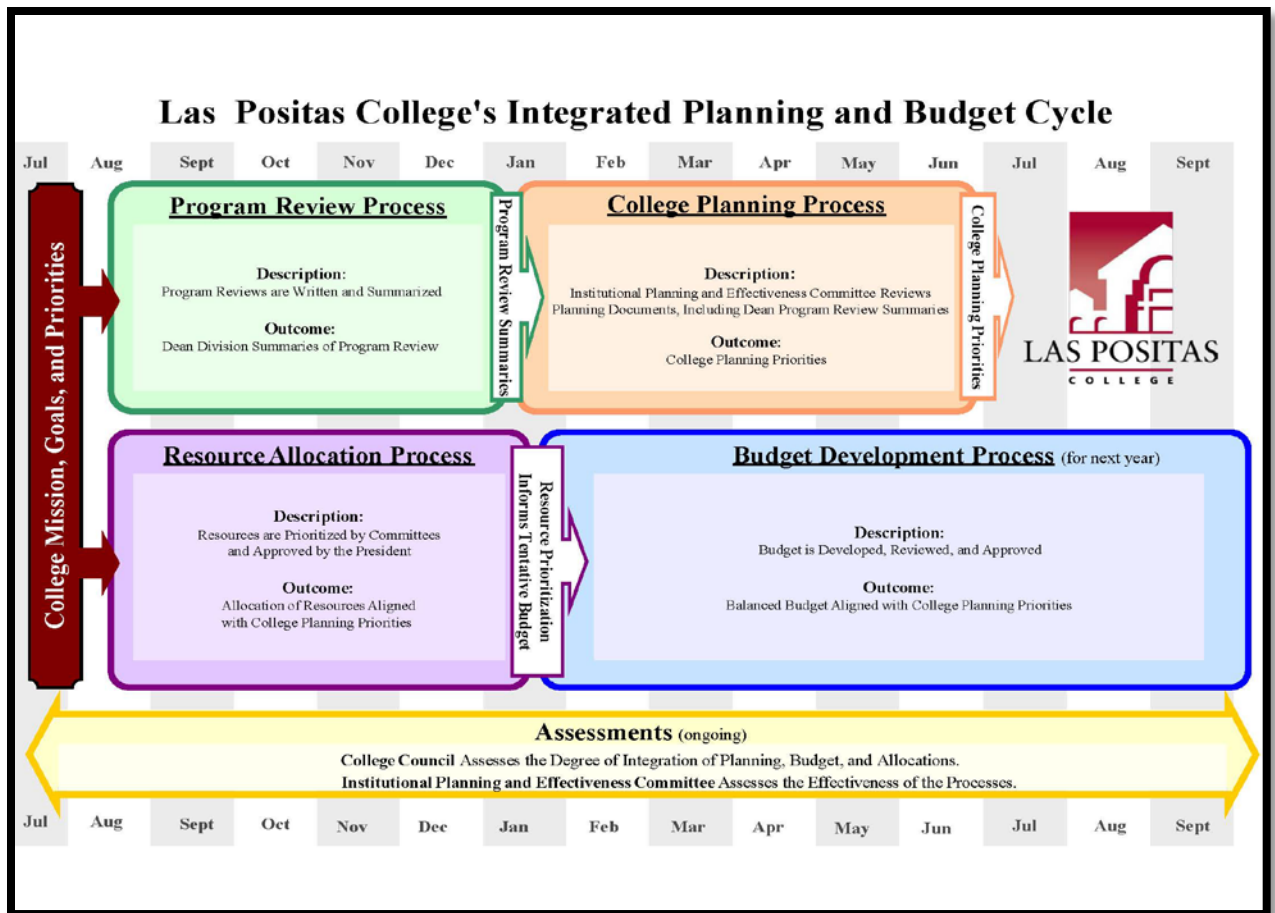 Las Positas College's Integrated Planning and Budget Cycle
Jul Aug Sept Oct Nov Dec Jan Feb Mar Apr May Jun Jul Aug Sept
College Mission, Goals, and Priorities
Program Review Process
Description:
Program Reviews are Written and Summarized
Outcome:
Dean Division Summaries of Program Review
Program Review Summaries
College Planning Process
Description:
Institutional Planning and Effectiveness Committee Reviews
Planning Documents, Including Dean Program Review Summaries
Outcome:
College Planning Priorities
College Planning Priorities
LAS POSITAS
COLLEGE
Resource Allocation Process
Description:
Resources are Prioritized by Committees
and Approved by the President
Outcome:
Allocation of Resources Aligned
with College Planning Priorities
Resource Prioritization
Informs Tentative Budget
Budget Development Process (for next year)
Description:
Budget is Developed, Reviewed, and Approved
Outcome:
Balanced Budget Aligned with College Planning Priorities
Assessments (ongoing)
College Council Assesses the Degree of Integration of Planning, Budget, and Allocations.
Institutional Planning and Effectiveness Committee Assesses the Effectiveness of the Processes.
Jul Aug Sept Oct Nov Dec Jan Feb Mar Apr May Jun Jul Aug Sept